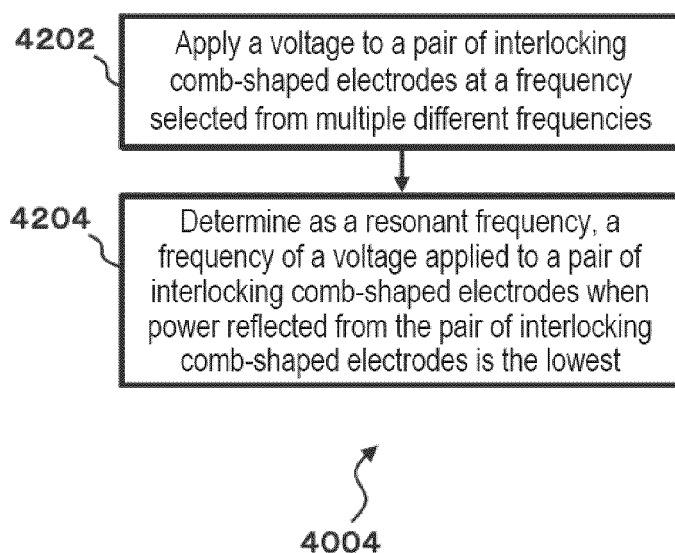 4202
Apply a voltage to a pair of interlocking
comb-shaped electrodes at a frequency
selected from multiple different frequencies
4204
Determine as a resonant frequency, a
frequency of a voltage applied to a pair of
interlocking comb-shaped electrodes when
power reflected from the pair of interlocking
comb-shaped electrodes is the lowest
4004